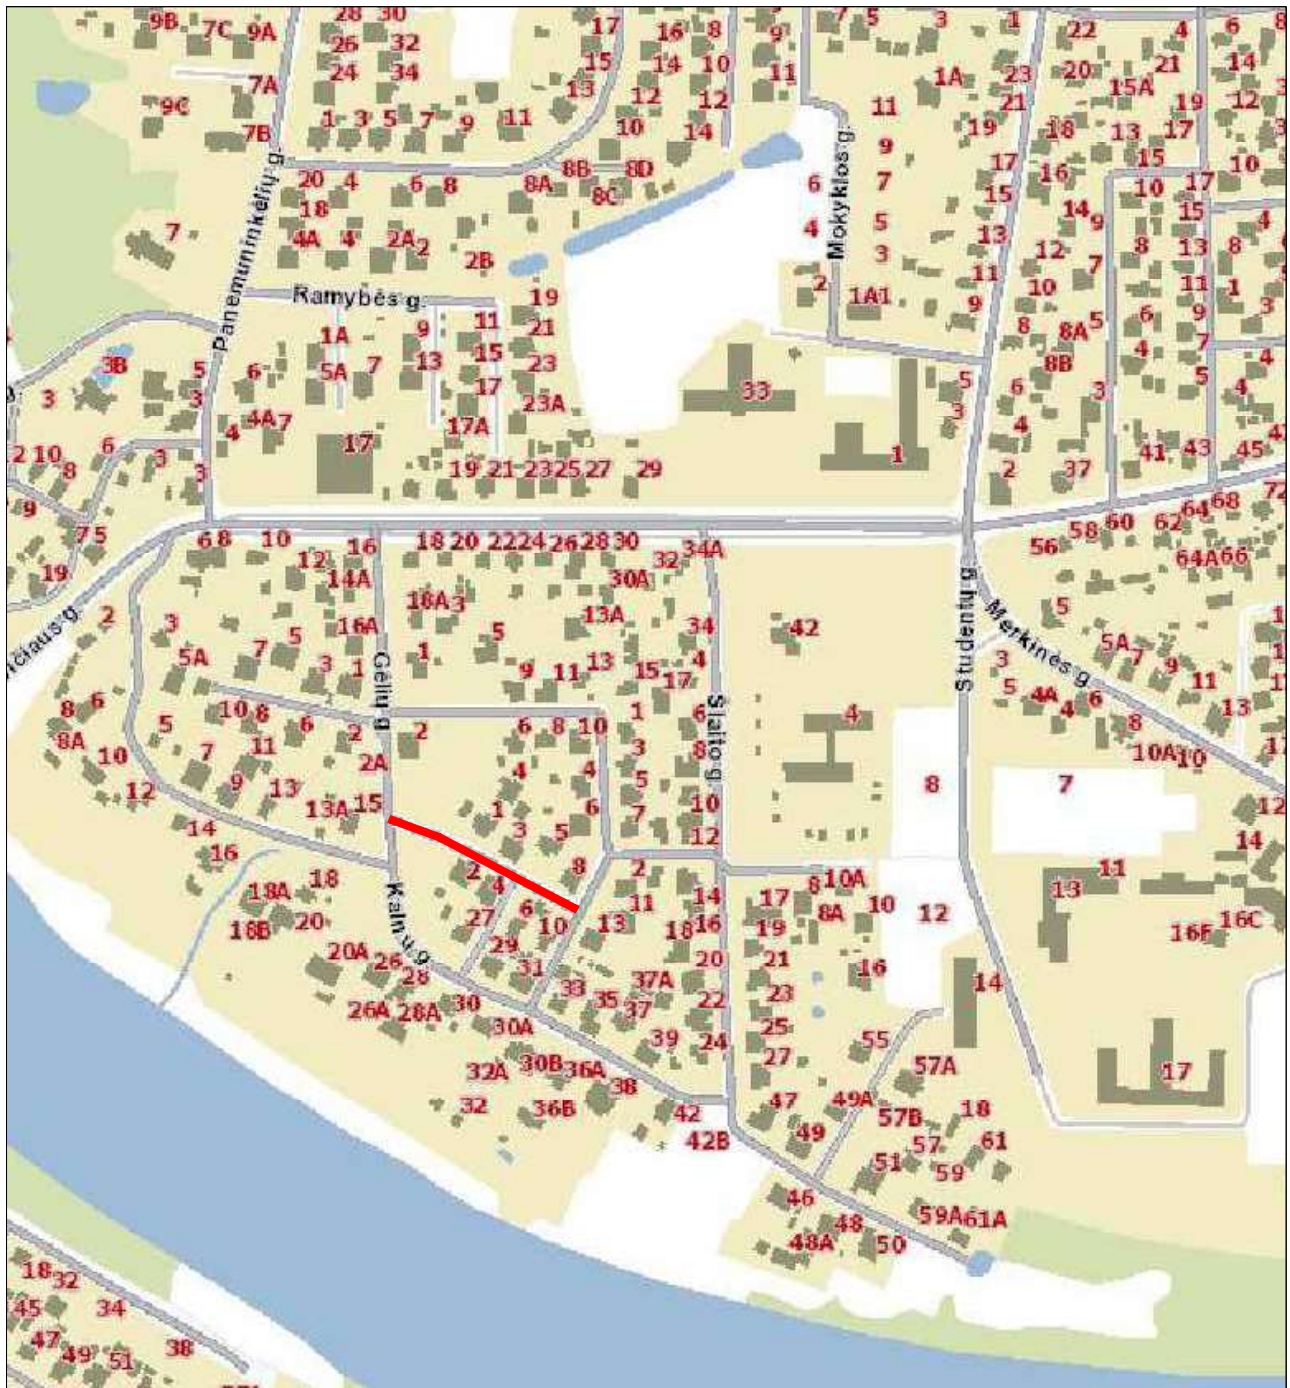 9B 7C 9A 28 30 17 16 8 9 7 5 3 1 22 4 6 8
26 32
24 34 15 14 10 11 1A 23 20 21 14
7A 13 12 12 15A
9C 11 21 19 12
1 3 5 7 9 11 10 14 19 18 13 17
7B 9
20 4 6 8 8A 8B 8D 8C 6 7 17 16 15 10 17 10
18 15 14 9 15
7 4A 4 2A 2 2B 4 5 13 12 8 13 8 4
Panemuninkėlių g.
Mokyklos g.
3 11 7 11 1
Ramybės g. 19 2 1A1 9 10 3
1A 9 11 21 8 8A 5 6 9
3B 5 6 5A 7 13 15 23 33 5 8B 4 7 4
3 3 17 23A 3 6 3 5 4
4A 7 4 17A 4
2 10 8 6 3 3 17 19 21 23 25 27 29 1 2 37 41 43 45
9 72
7 5 6 8 10 16 18 20 22 24 26 28 30 34A 56 58 60 62 64 68
19 12 14A 32 30A 64A 66
2 3 16A 18A 3 13A 34 42 5
5A 7 5 3 1 1 5 9 11 13 15 17 4 3 5A 7 9 11 13
Gėlių g.
Šlaito g.
Studentų g.
Merkinės g.
8 6 5 10 8 6 2 2 6 8 10 1 6 4 5 4A 4 6 8
8A 10 7 11 2A 4 4 3 8 10A 10
12 9 13 13A 15 1 3 5 6 5 7 10 8 7 12
14 16 12 14
18A 18 2 4 8 2 14 17 8 10A 11 13
18B 20 27 6 10 13 11 18 16 19 8A 10 12 16F 16C
Kalnų g.
20A 26 28 29 31 20 21 16 14
26A 28A 30 33 35 37 37A 22 23
30A 39 24 25 55
32A 30B 36A 38 27 57A 17
32 36B 42 47 49A 57B 18
42B 49 57 61
51 59
46 59A 61A
48 48A 50
18 32
45 34
47 49 51 38